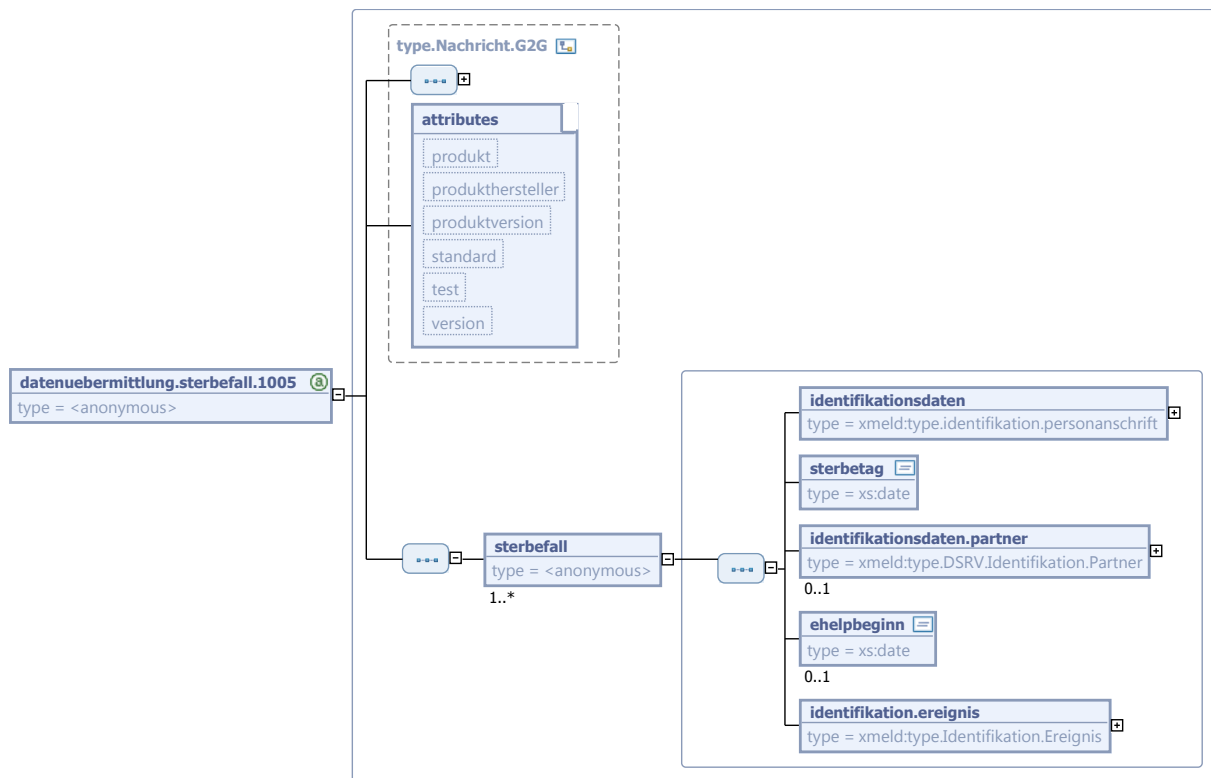 type.Nachricht.G2G
attributes
produkt
produkthersteller
produktversion
standard
test
version
datenuebermittlung.sterbefall.1005 a
type = <anonymous>
sterbefall
type = <anonymous>
1..*
identifikationsdaten
type = xmeld:type.identifikation.personanschrift
sterbetag
type = xs:date
identifikationsdaten.partner
type = xmeld:type.DSRV.Identifikation.Partner
0..1
ehelpbeginn
type = xs:date
0..1
identifikation.ereignis
type = xmeld:type.Identifikation.Ereignis